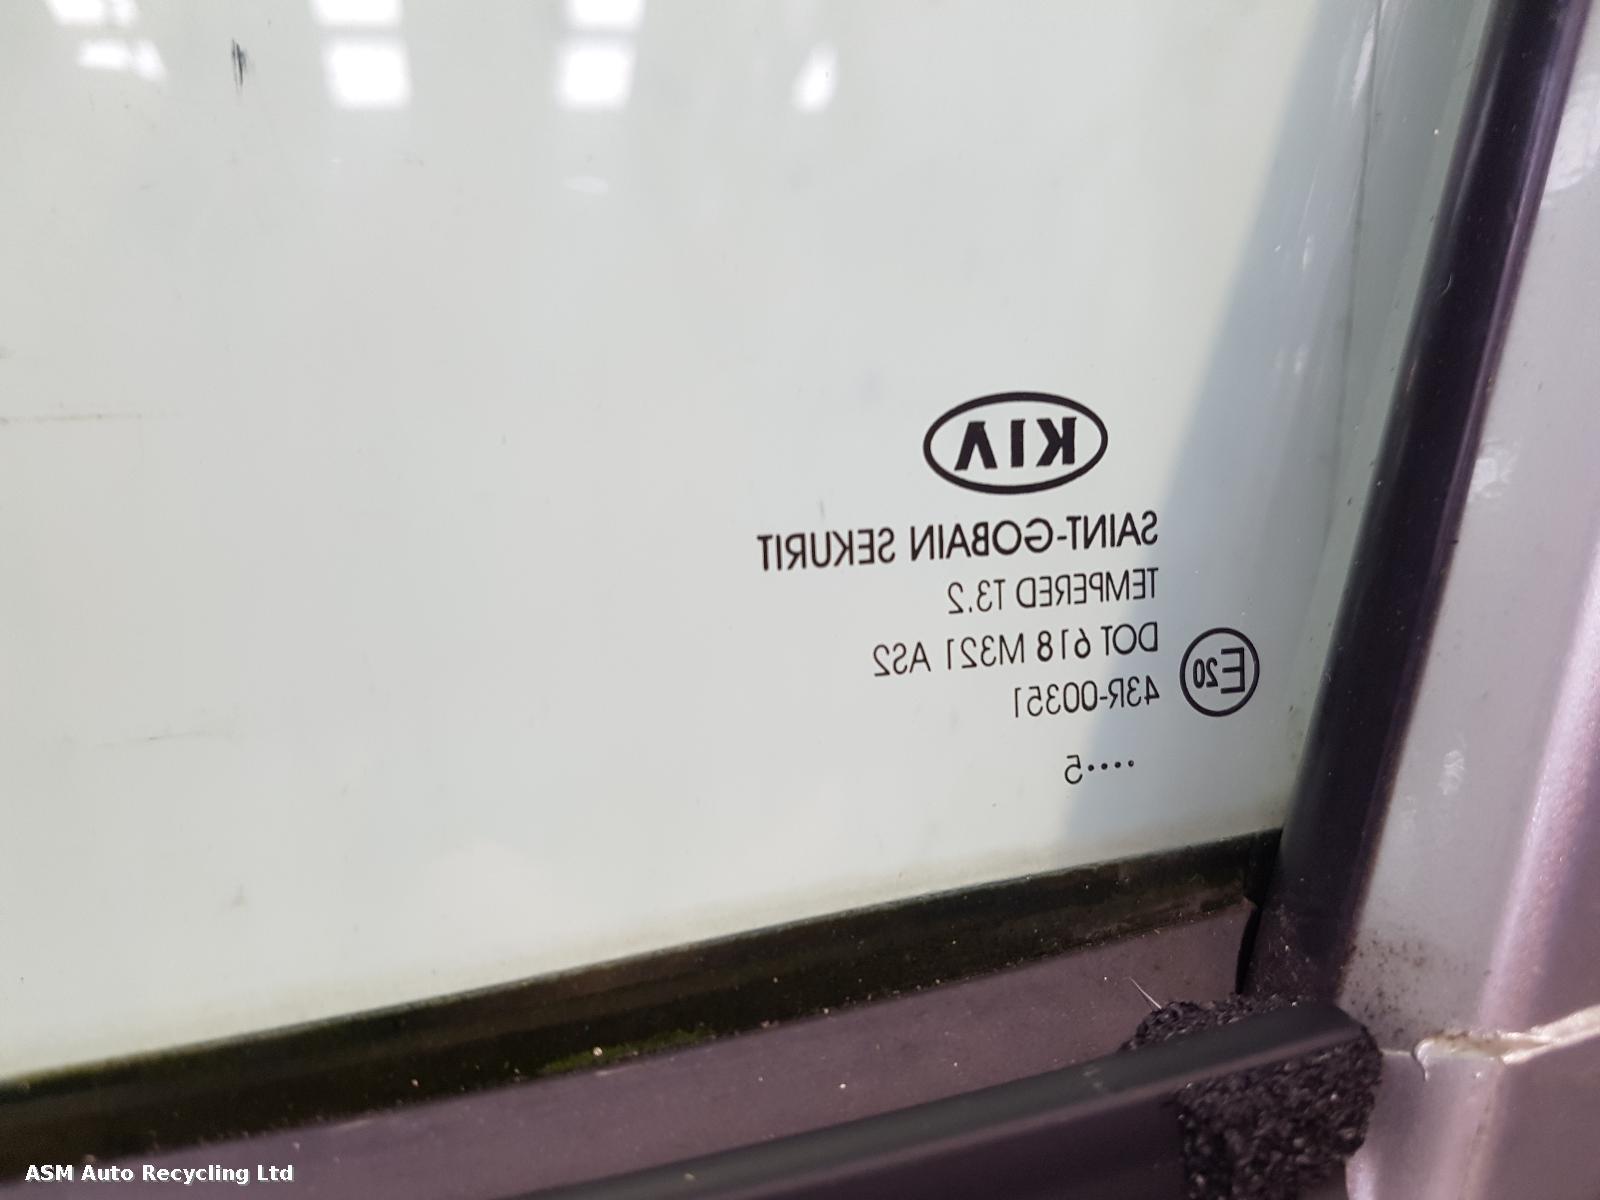 KIA
SAINT-GOBAIN SEKURIT
TEMPERED T3.2
DOT 618 M321 AS2
E20
43R-00351
····5
ASM Auto Recycling Ltd